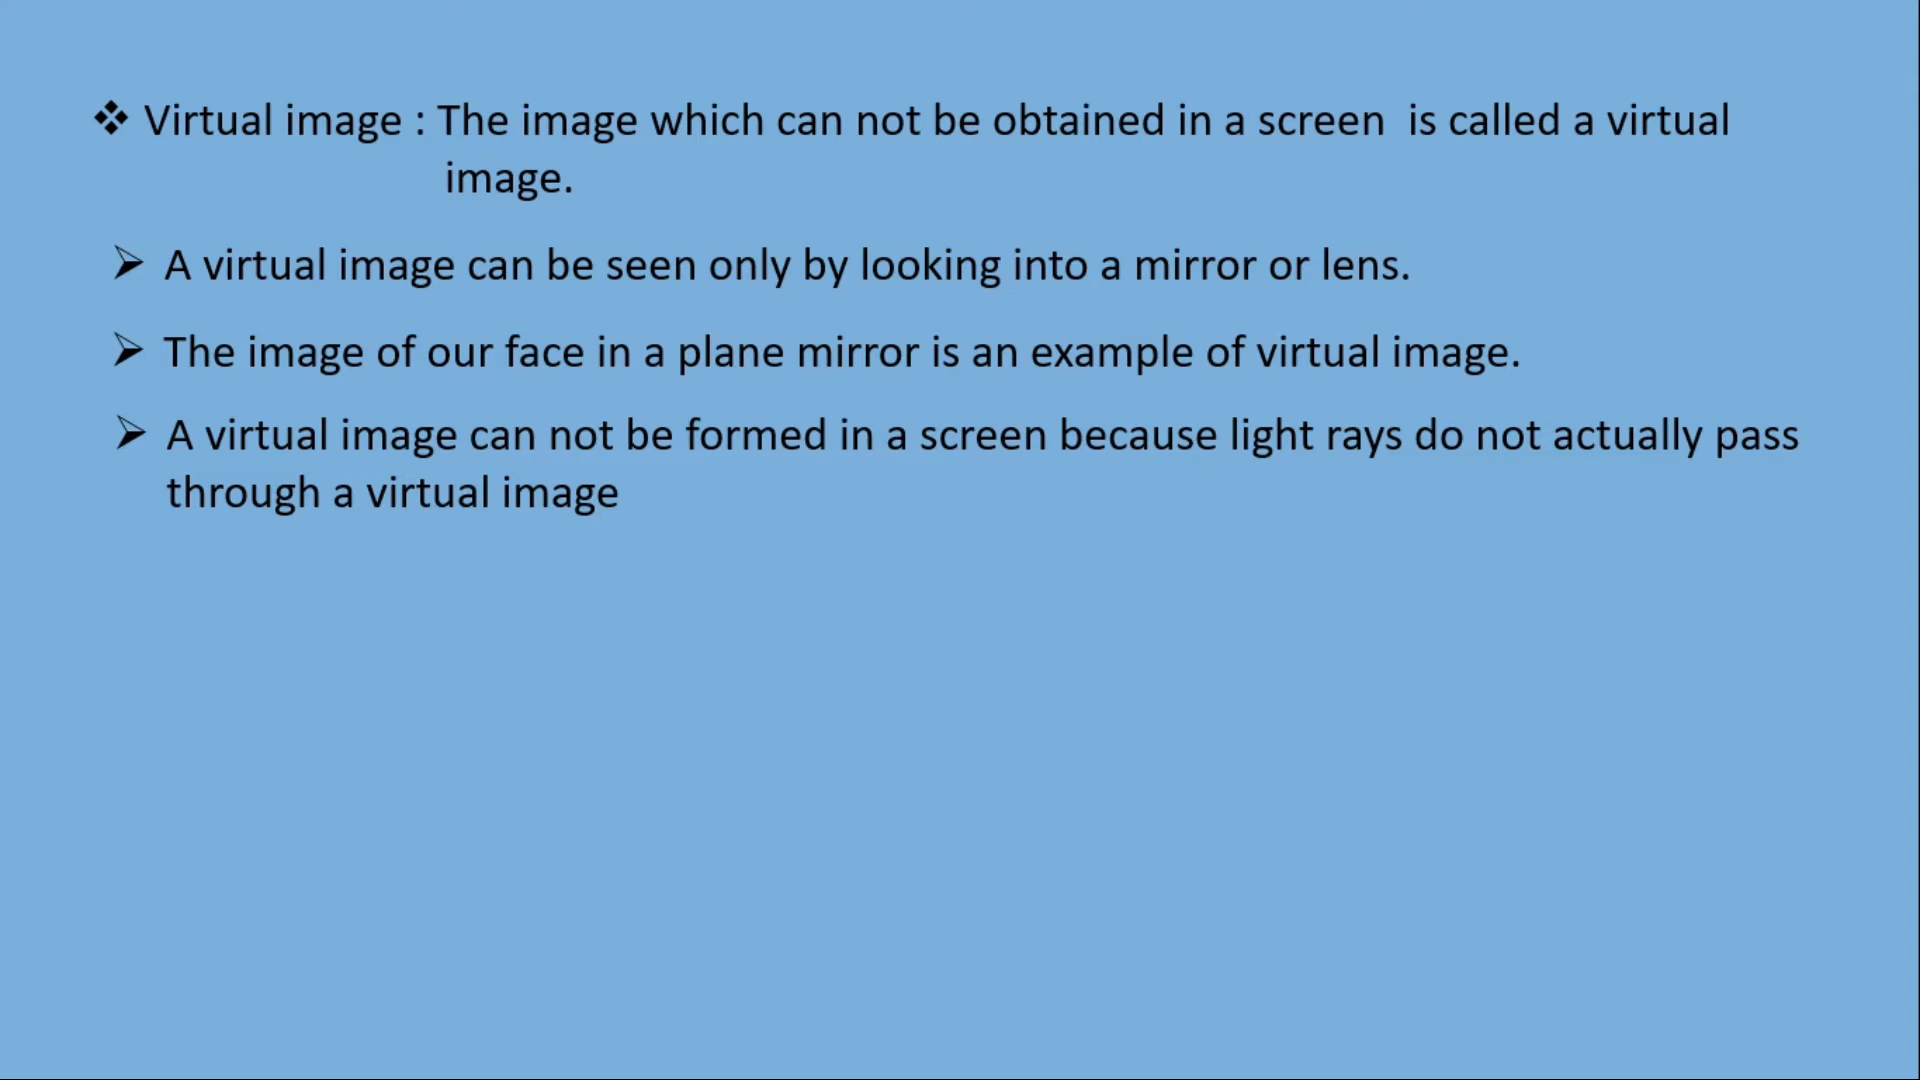 ❖ Virtual image : The image which can not be obtained in a screen  is called a virtual
image.
➢ A virtual image can be seen only by looking into a mirror or lens.
➢ The image of our face in a plane mirror is an example of virtual image.
➢ A virtual image can not be formed in a screen because light rays do not actually pass
through a virtual image